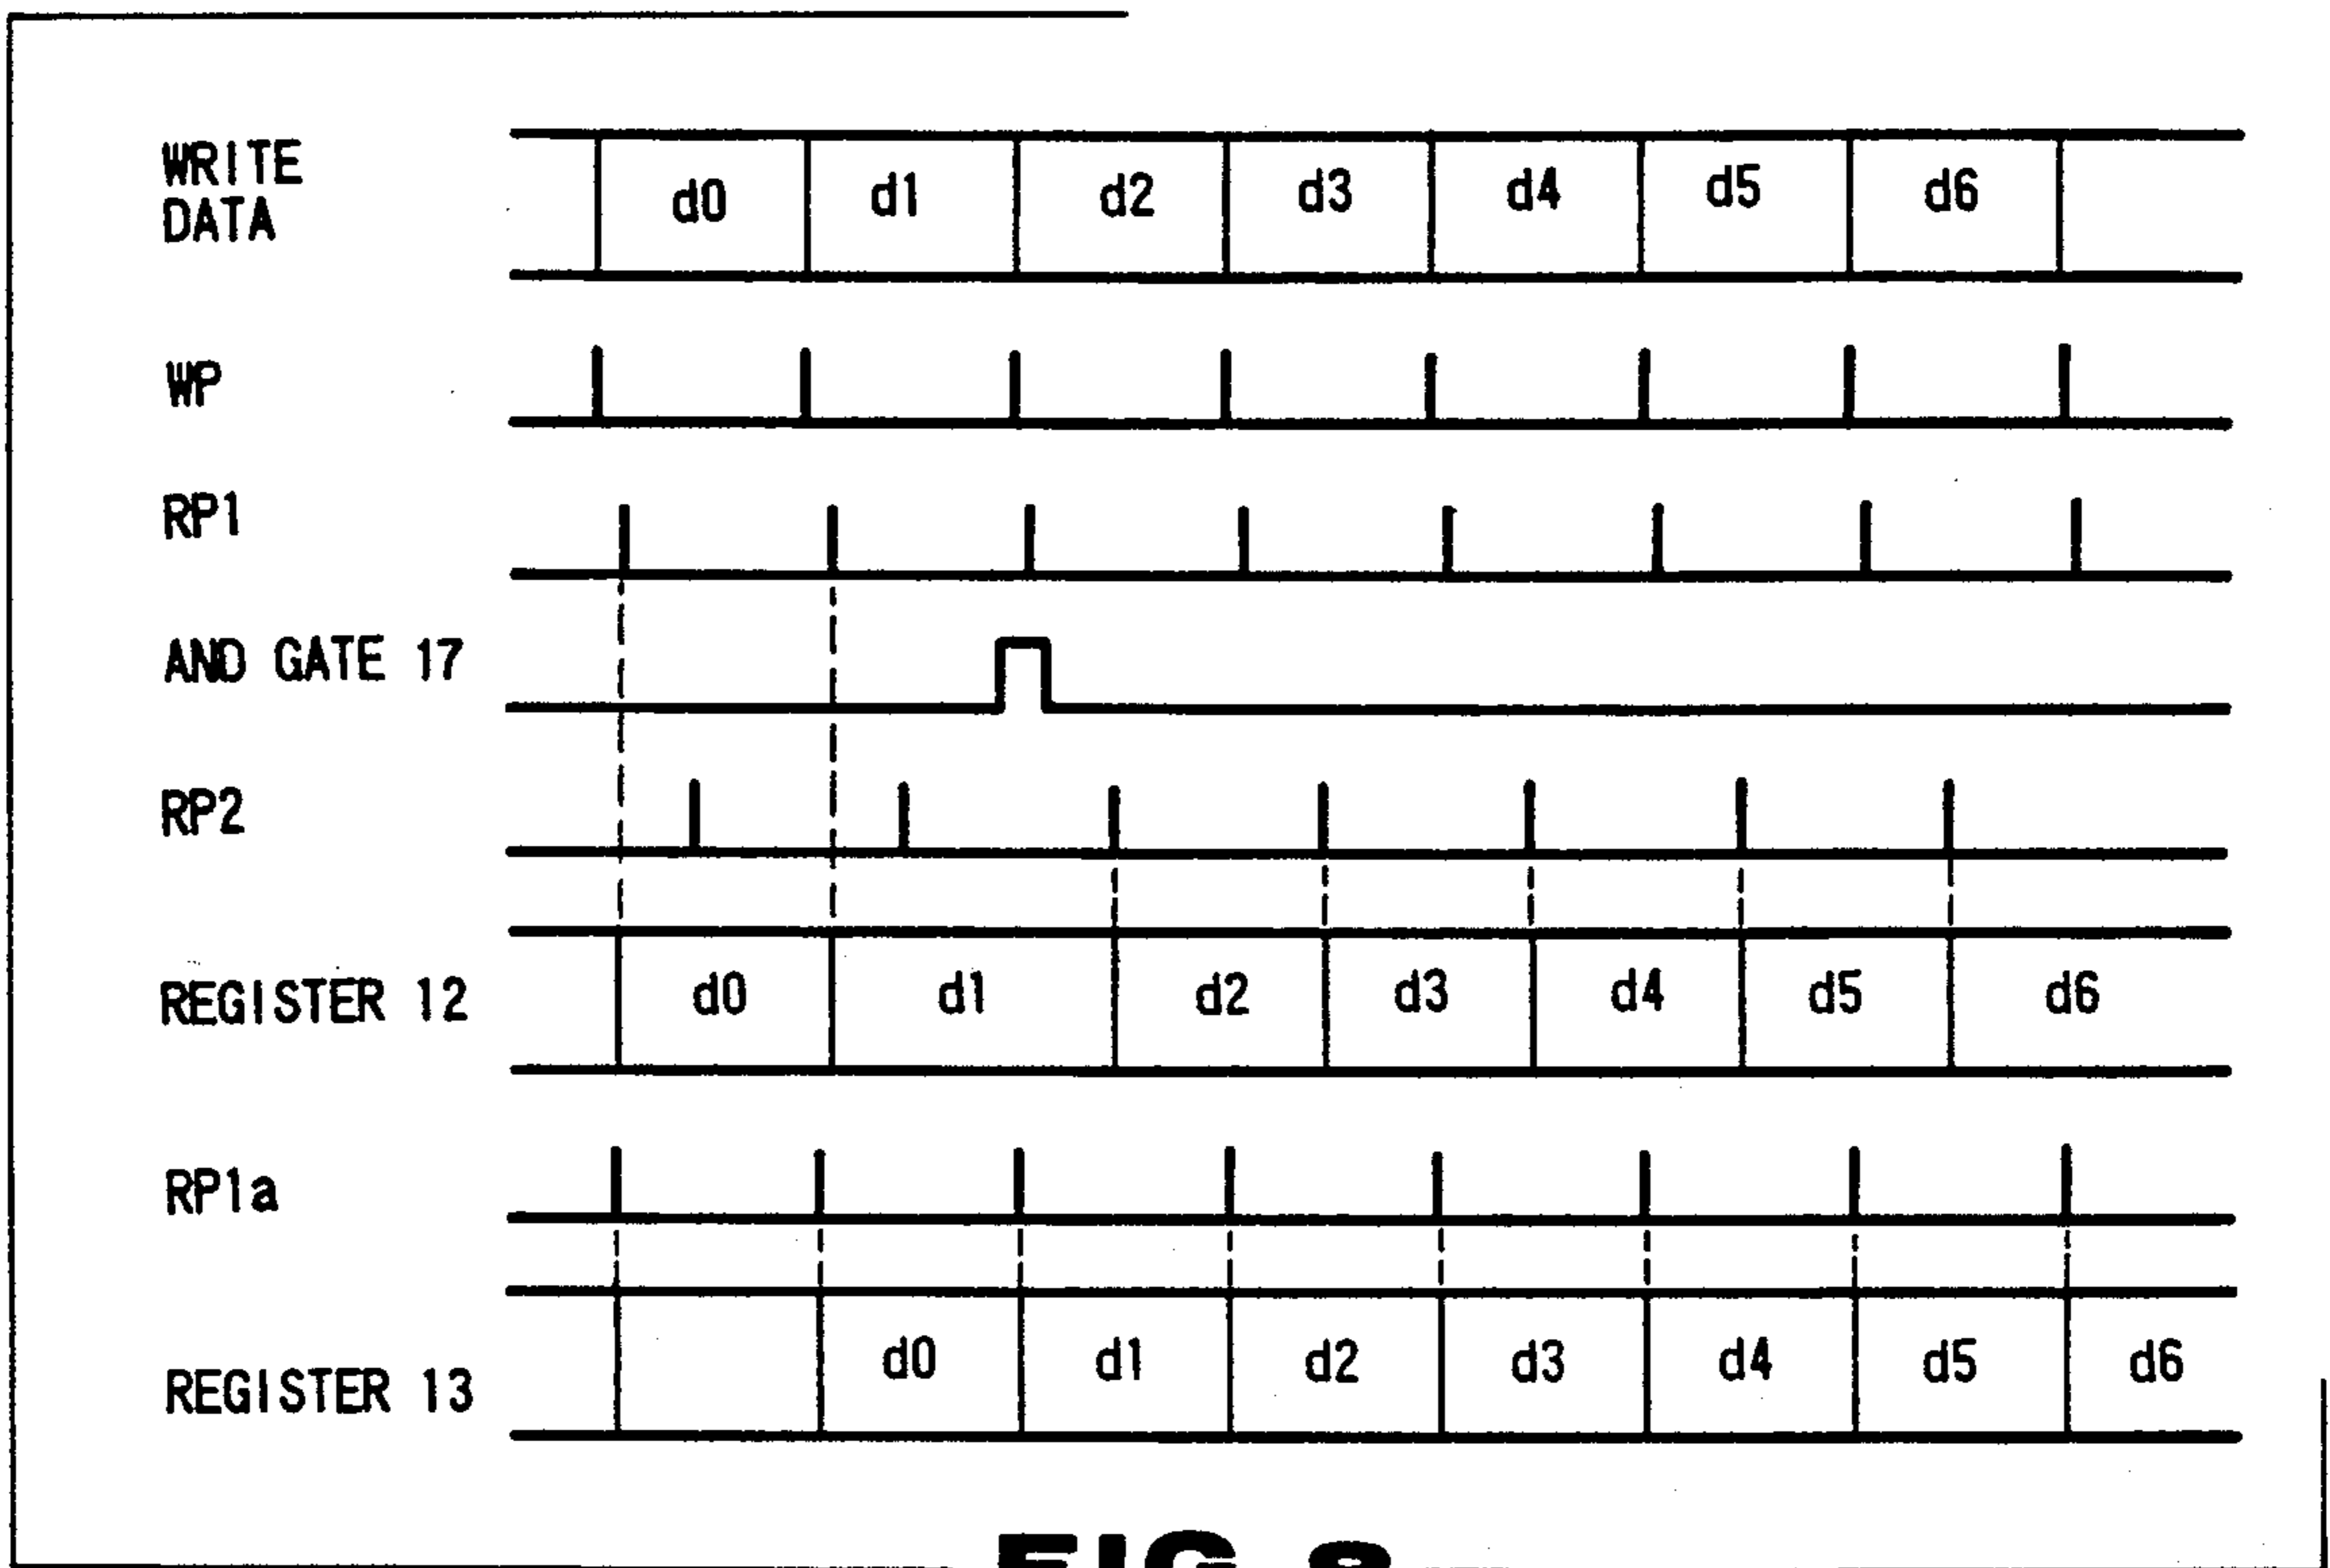 WRITE
DATA
d0 d1 d2 d3 d4 d5 d6
WP
RP1
AND GATE 17
RP2
REGISTER 12
d0 d1 d2 d3 d4 d5 d6
RP1a
REGISTER 13
d0 d1 d2 d3 d4 d5 d6
FIG